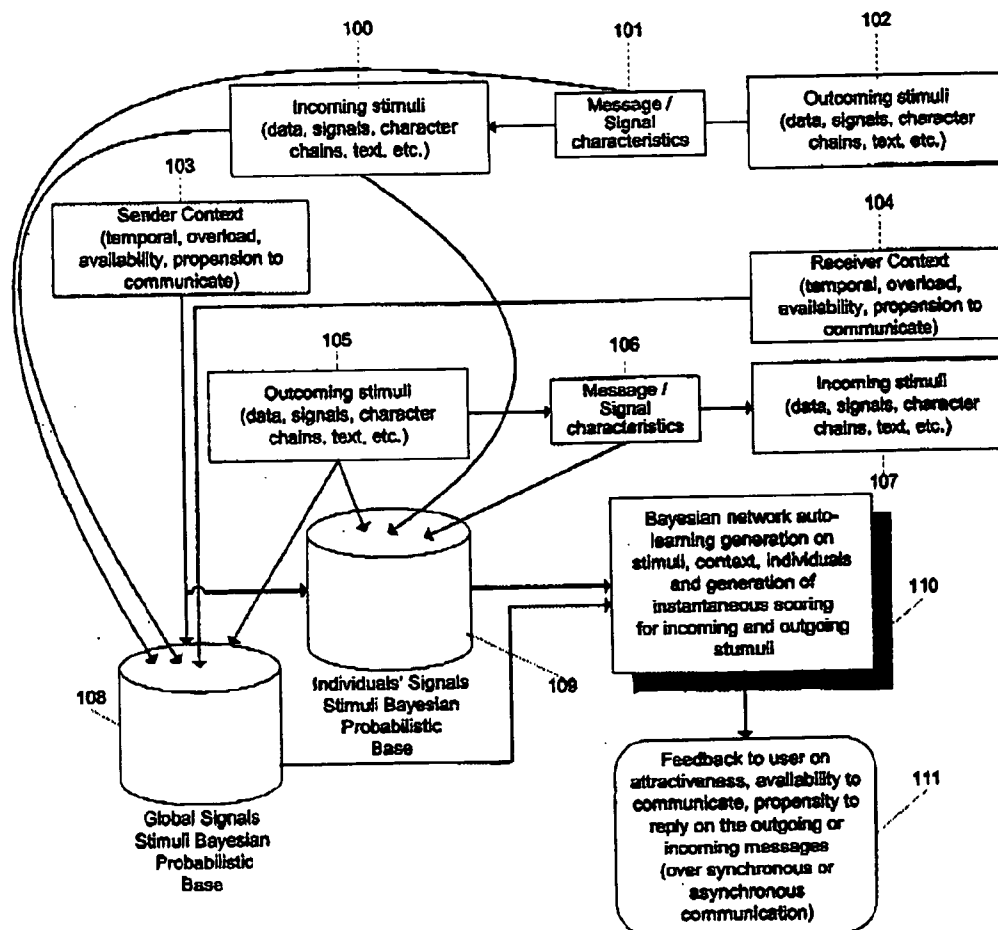 100
101
102
Incoming stimuli
(data, signals, character
chains, text, etc.)
Message /
Signal
characteristics
Outcoming stimuli
(data, signals, character
chains, text, etc.)
103
Sender Context
(temporal, overload,
availability, propension to
communicate)
104
Receiver Context
(temporal, overload,
availability, propension to
communicate)
105
Outcoming stimuli
(data, signals, character
chains, text, etc.)
106
Message /
Signal
characteristics
Incoming stimuli
(data, signals, character
chains, text, etc.)
107
Bayesian network auto-
learning generation on
stimuli, context, individuals
and generation of
instantaneous scoring
for incoming and outgoing
stumuli
110
108
Global Signals
Stimuli Bayesian
Probabilistic
Base
Individuals' Signals
Stimuli Bayesian
Probabilistic
Base
109
Feedback to user on
attractiveness, availability to
communicate, propensity to
reply on the outgoing or
incoming messages
(over synchronous or
asynchronous
communication)
111